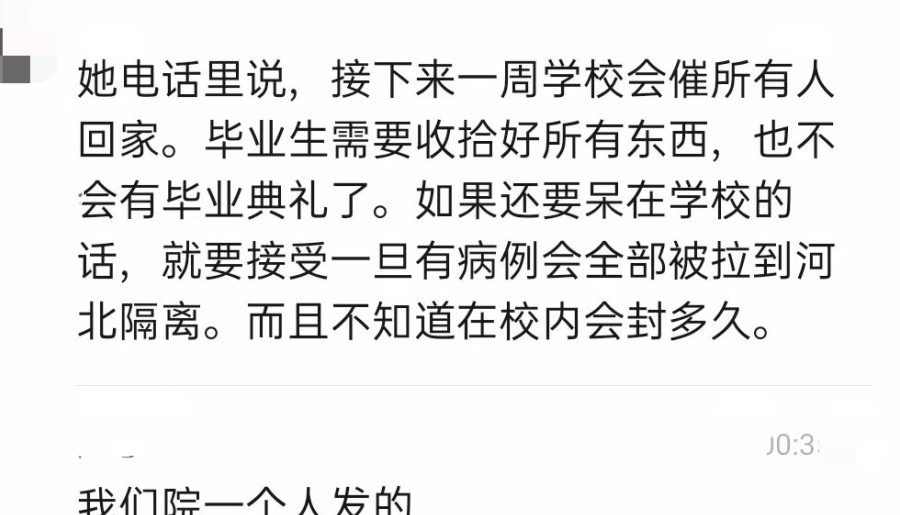 她电话里说，接下来一周学校会催所有人
回家。毕业生需要收拾好所有东西，也不
会有毕业典礼了。如果还要呆在学校的
话，就要接受一旦有病例会全部被拉到河
北隔离。而且不知道在校内会封多久。
我们院一个人发的